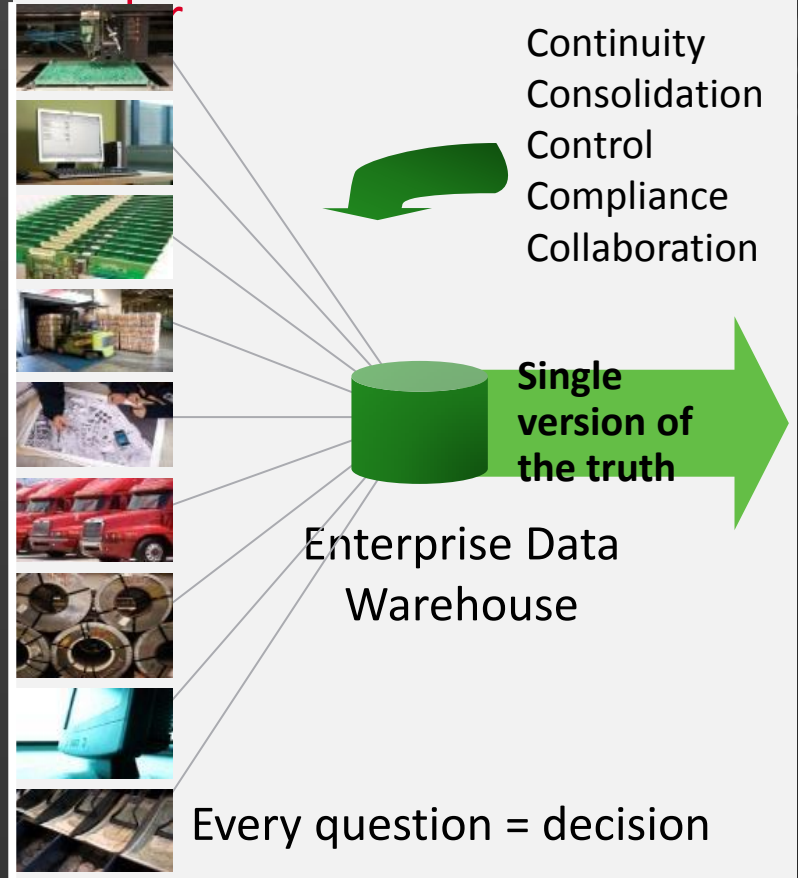 Continuity
Consolidation
Control
Compliance
Collaboration
Single
version of
the truth
Enterprise Data
Warehouse
Every question = decision